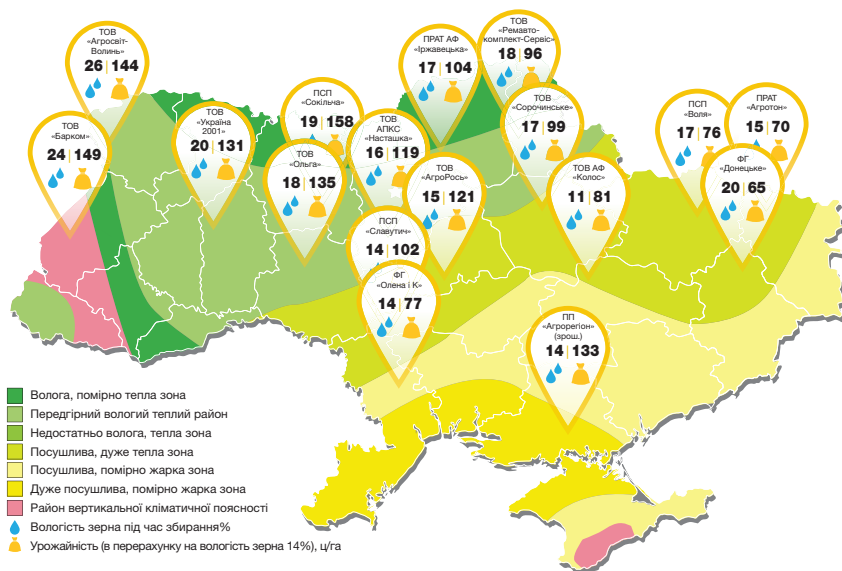 ТОВ
«Агросвіт-
Волинь»
26 | 144
ТОВ
«Барком»
24 | 149
ТОВ
«Україна
2001»
20 | 131
ПСП
«Сокільча»
19 | 158
ТОВ
«Ольга»
18 | 135
ТОВ
АПКС
«Насташка»
16 | 119
ПРАТ АФ
«Іржавецька»
17 | 104
ТОВ
«Ремавто-
комплект-Сервіс»
18 | 96
ТОВ
«Сорочинське»
17 | 99
ТОВ
«АгроРось»
15 | 121
ТОВ АФ
«Колос»
11 | 81
ПСП
«Воля»
17 | 76
ПРАТ
«Агротон»
15 | 70
ФГ
«Донецьке»
20 | 65
ПСП
«Славутич»
14 | 102
ФГ
«Олена і К»
14 | 77
ПП
«Агрорегіон»
(зрош.)
14 | 133
Волога, помірно тепла зона
Передгірний вологий теплий район
Недостатньо волога, тепла зона
Посушлива, дуже тепла зона
Посушлива, помірно жарка зона
Дуже посушлива, помірно жарка зона
Район вертикальної кліматичної поясності
Вологість зерна під час збирання%
Урожайність (в перерахунку на вологість зерна 14%), ц/га